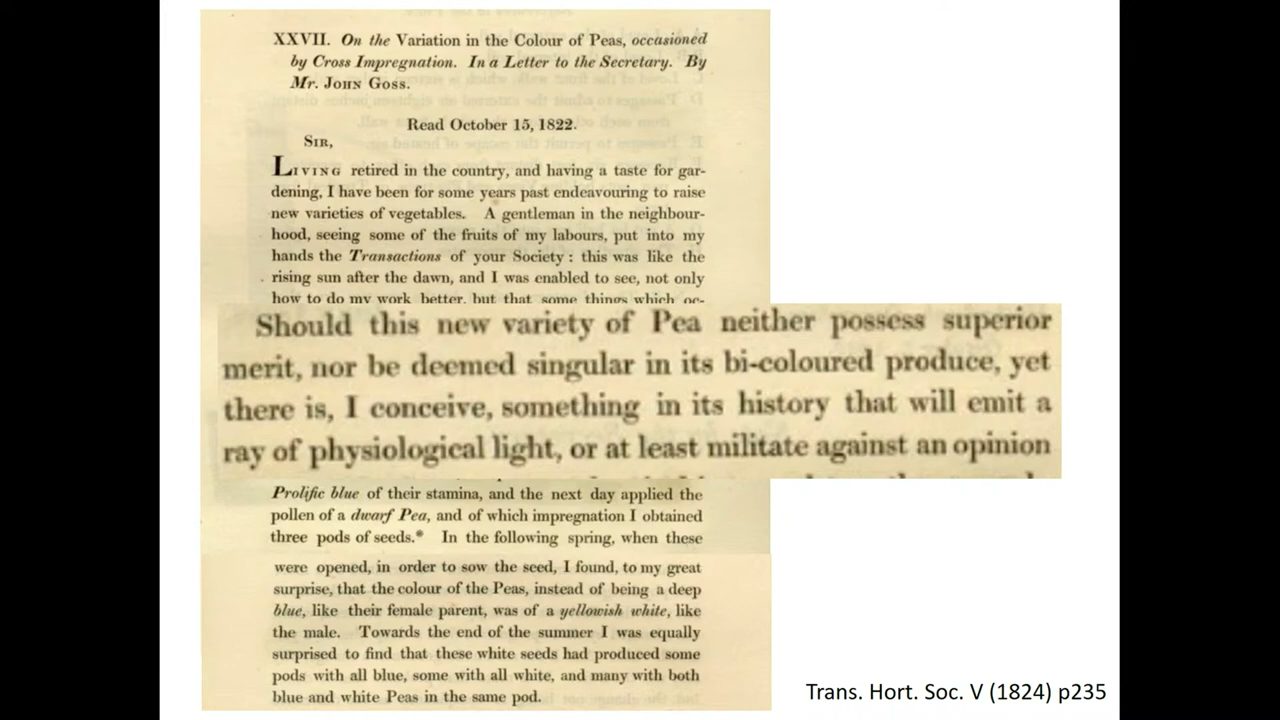 XXVII. On the Variation in the Colour of Peas, occasioned
by Cross Impregnation. In a Letter to the Secretary. By
Mr. JOHN GOSS.
Read October 15, 1822.
SIR,
LIVING retired in the country, and having a taste for gar-
dening, I have been for some years past endeavouring to raise
new varieties of vegetables. A gentleman in the neighbour-
hood, seeing some of the fruits of my labours, put into my
hands the Transactions of your Society : this was like the
rising sun after the dawn, and I was enabled to see, not only
how to do my work better, but that some things which oc-
Should this new variety of Pea neither possess superior
merit, nor be deemed singular in its bi-coloured produce, yet
there is, I conceive, something in its history that will emit a
ray of physiological light, or at least militate against an opinion
Prolific blue of their stamina, and the next day applied the
pollen of a dwarf Pea, and of which impregnation I obtained
three pods of seeds.* In the following spring, when these
were opened, in order to sow the seed, I found, to my great
surprise, that the colour of the Peas, instead of being a deep
blue, like their female parent, was of a yellowish white, like
the male. Towards the end of the summer I was equally
surprised to find that these white seeds had produced some
pods with all blue, some with all white, and many with both
blue and white Peas in the same pod.
Trans. Hort. Soc. V (1824) p235